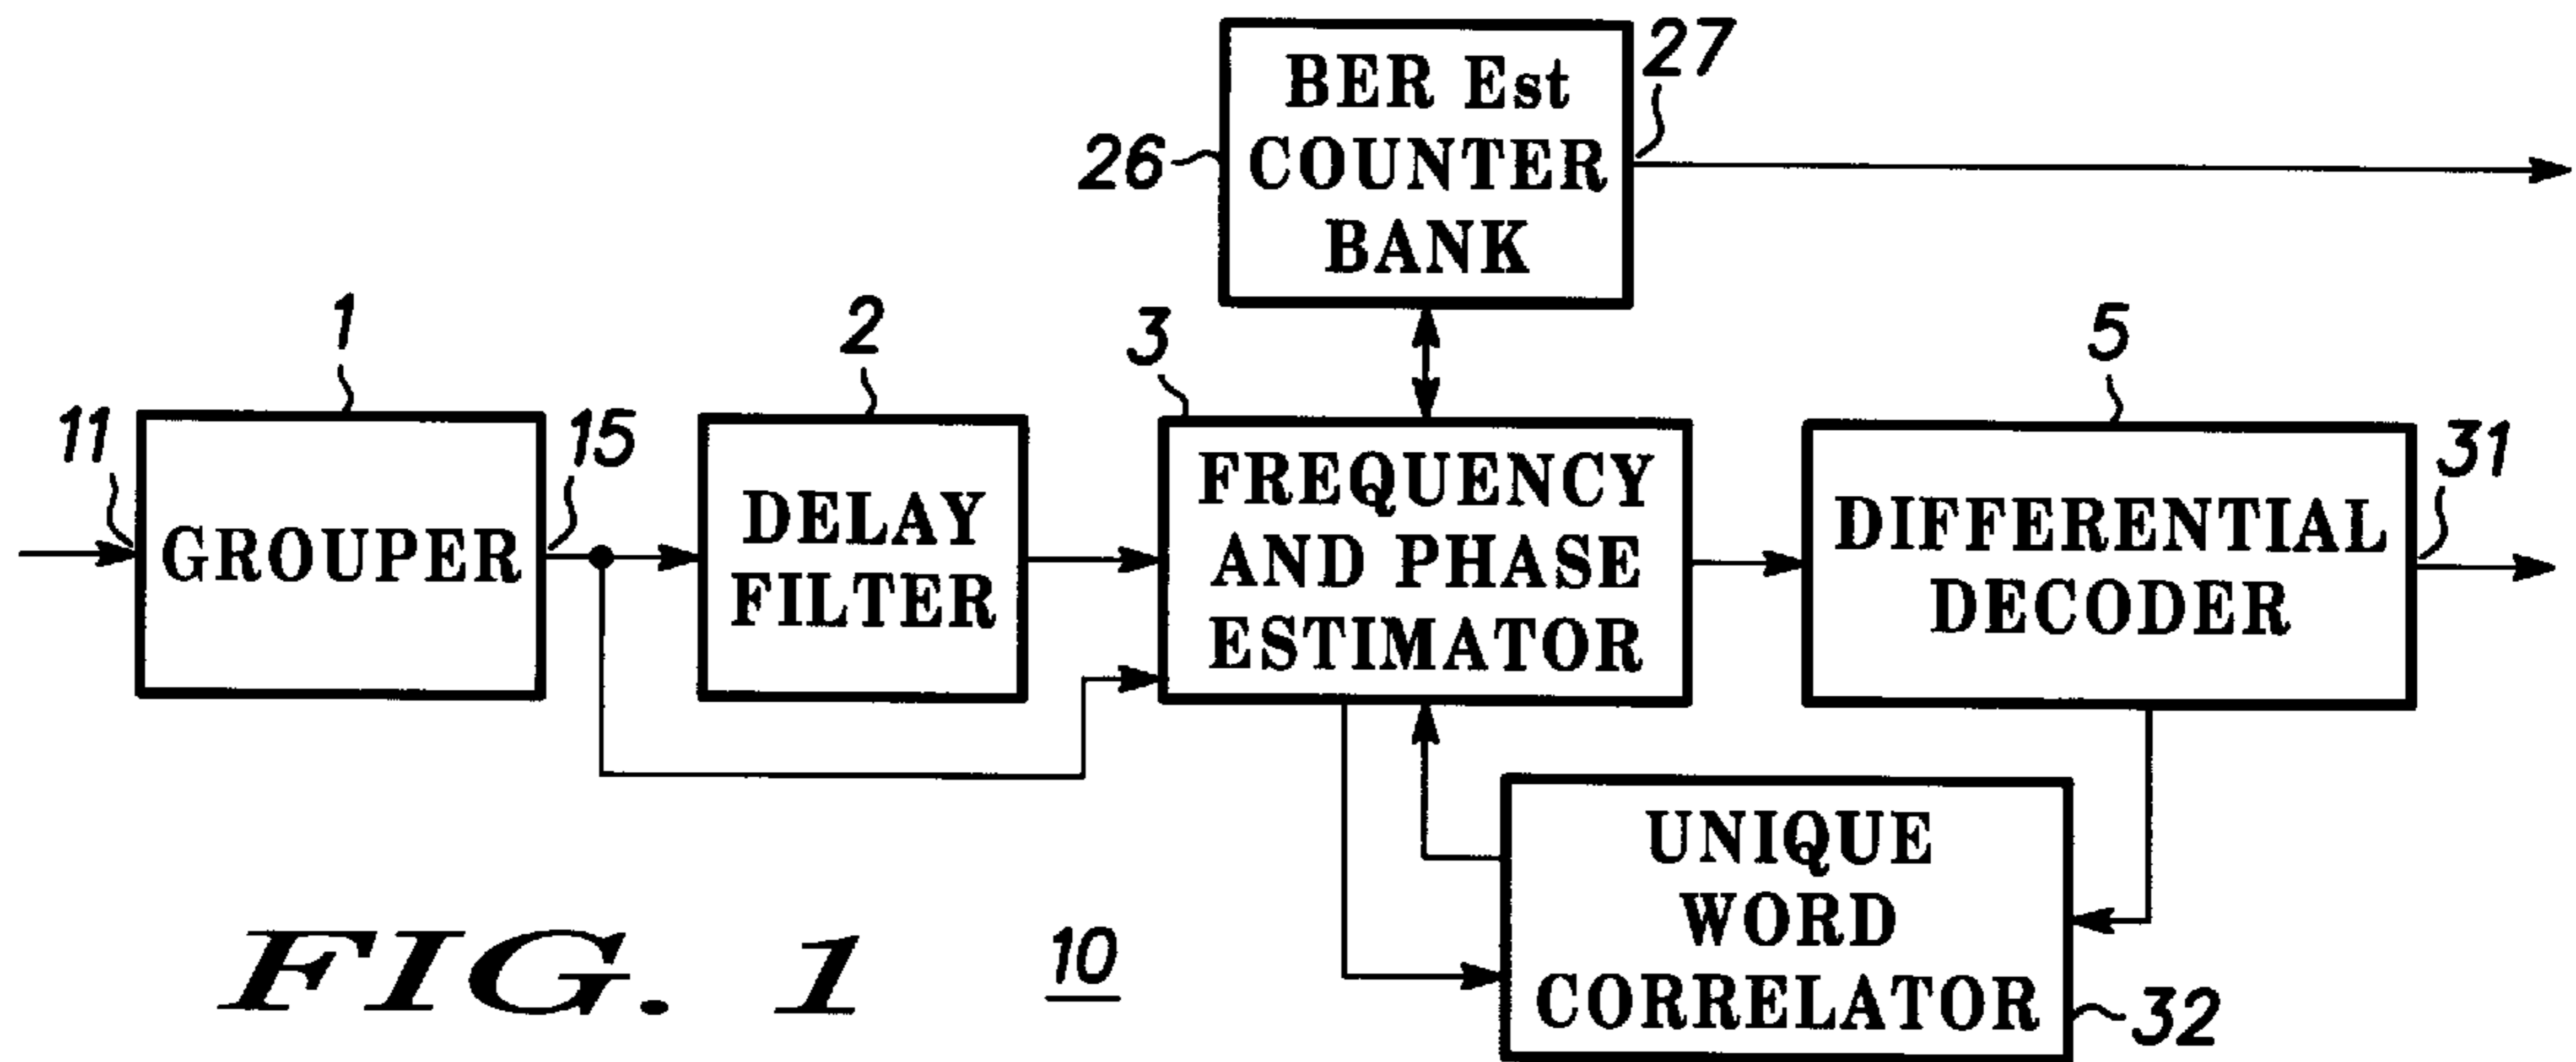 BER Est
COUNTER
BANK
27
26
1
2
3
5
11
15
31
GROUPER
DELAY
FILTER
FREQUENCY
AND PHASE
ESTIMATOR
DIFFERENTIAL
DECODER
UNIQUE
WORD
CORRELATOR
32
FIG. 1
10